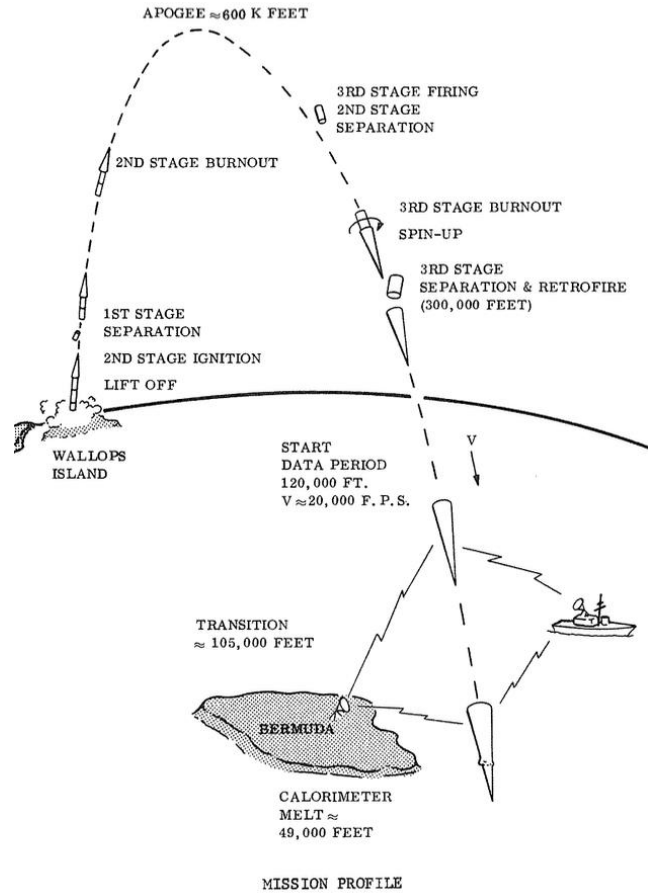 APOGEE ≈ 600 K FEET
3RD STAGE FIRING
2ND STAGE
SEPARATION
2ND STAGE BURNOUT
3RD STAGE BURNOUT
SPIN-UP
3RD STAGE
SEPARATION & RETROFIRE
(300,000 FEET)
1ST STAGE
SEPARATION
2ND STAGE IGNITION
LIFT OFF
WALLOPS
ISLAND
START
DATA PERIOD
120,000 FT.
V ≈ 20,000 F.P.S.
V
TRANSITION
≈ 105,000 FEET
BERMUDA
CALORIMETER
MELT ≈
49,000 FEET
MISSION PROFILE